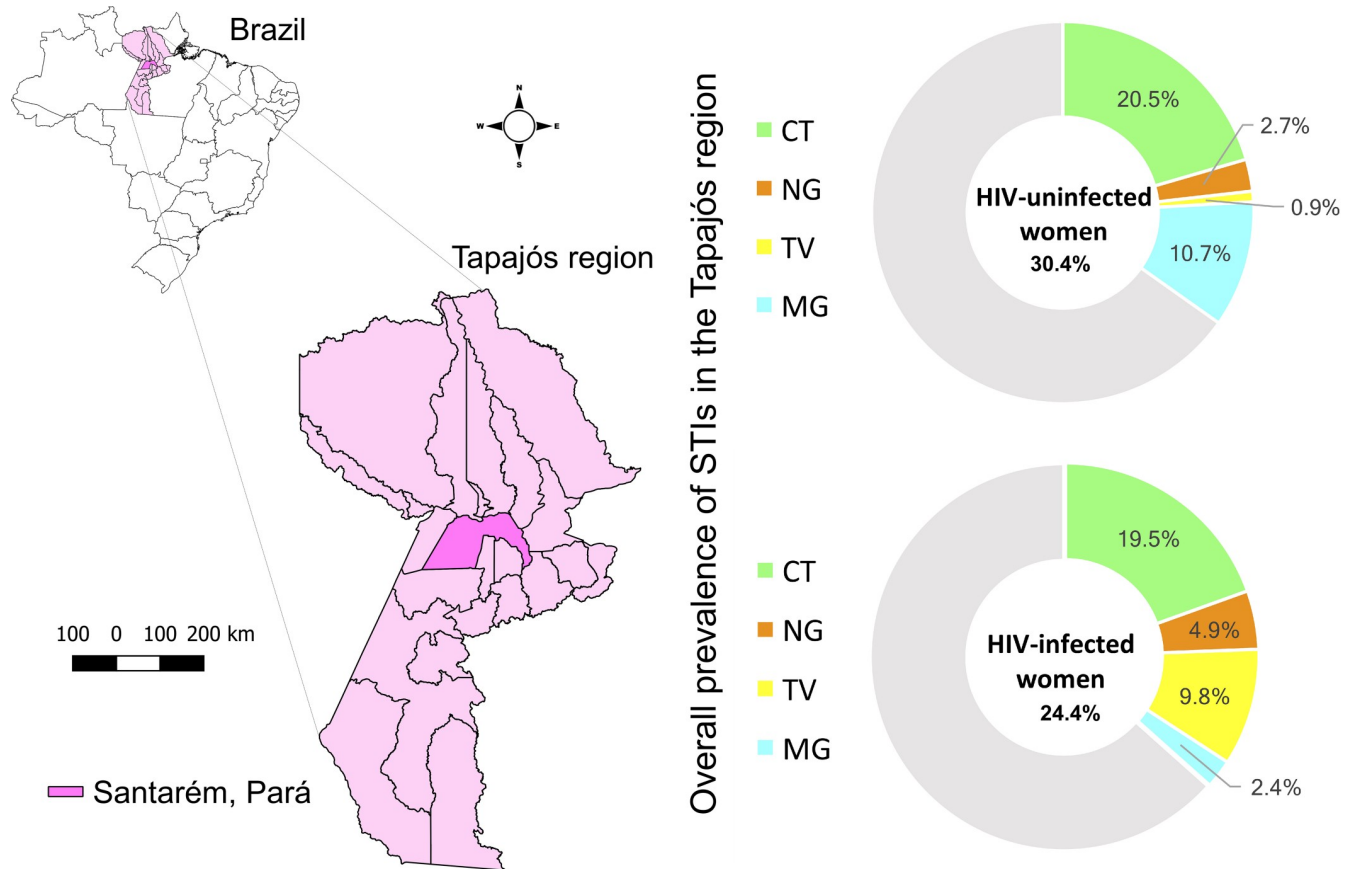 Brazil
N
W
E
S
Tapajós region
100 0 100 200 km
Santarém, Pará
Overall prevalence of STIs in the Tapajós region
CT
NG
TV
MG
20.5%
2.7%
0.9%
10.7%
HIV-uninfected
women
30.4%
CT
NG
TV
MG
19.5%
4.9%
9.8%
2.4%
HIV-infected
women
24.4%